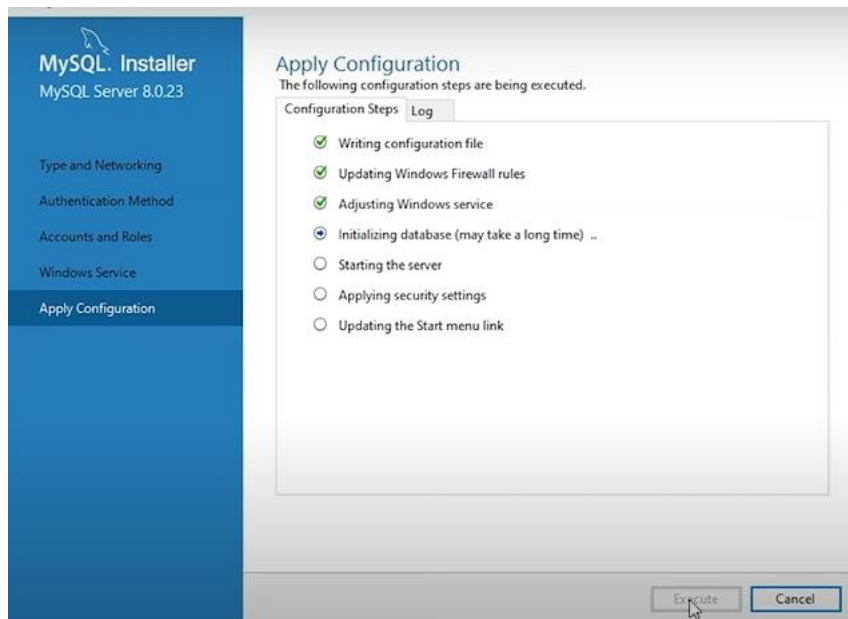 MySQL. Installer
MySQL Server 8.0.23
Type and Networking
Authentication Method
Accounts and Roles
Windows Service
Apply Configuration
Apply Configuration
The following configuration steps are being executed.
Configuration Steps Log
Writing configuration file
Updating Windows Firewall rules
Adjusting Windows service
Initializing database (may take a long time) ..
Starting the server
Applying security settings
Updating the Start menu link
Execute Cancel